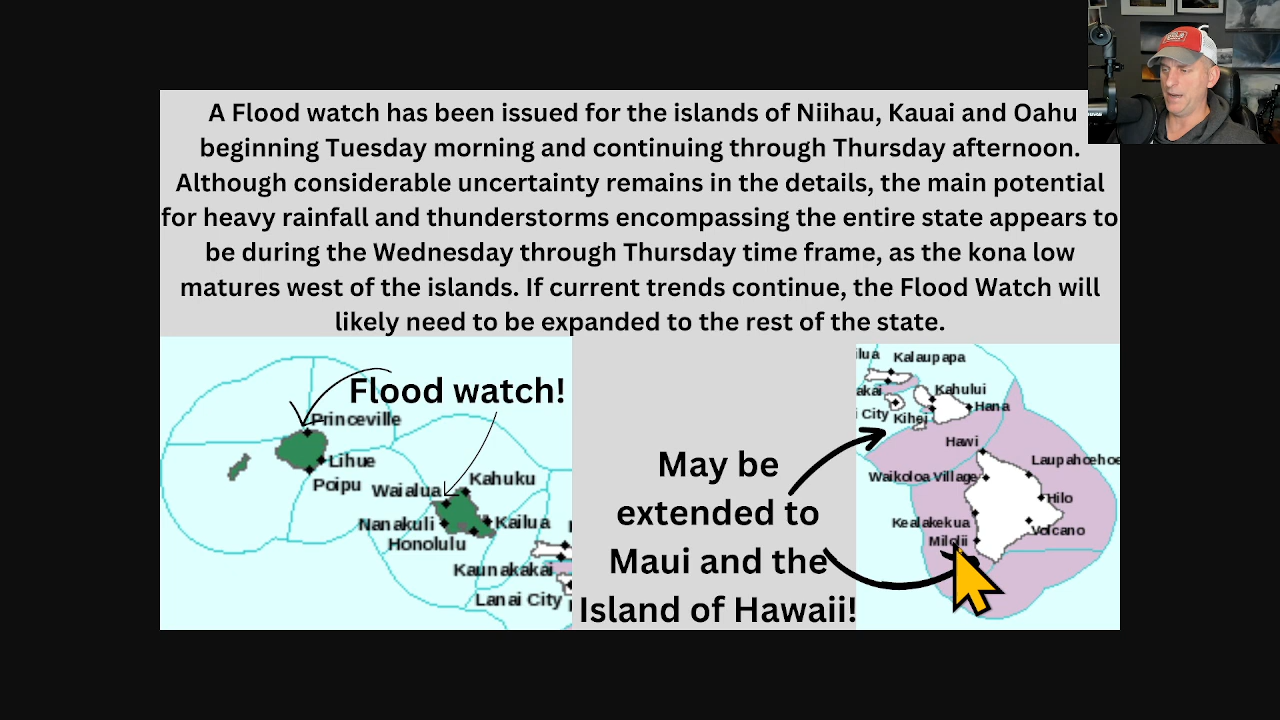 A Flood watch has been issued for the islands of Niihau, Kauai and Oahu
beginning Tuesday morning and continuing through Thursday afternoon.
Although considerable uncertainty remains in the details, the main potential
for heavy rainfall and thunderstorms encompassing the entire state appears to
be during the Wednesday through Thursday time frame, as the kona low
matures west of the islands. If current trends continue, the Flood Watch will
likely need to be expanded to the rest of the state.
Flood watch!
Princeville
Lihue
Poipu
Waialua
Kahuku
Nanakuli
Kailua
Honolulu
Kaunakakai
Lanai City
May be
extended to
Maui and the
Island of Hawaii!
ilua
Kalaupapa
akai
Kahului
i City
Kihei
Hana
Hawi
Laupahoehoe
Waikoloa Village
Hilo
Kealakekua
Volcano
Milolii